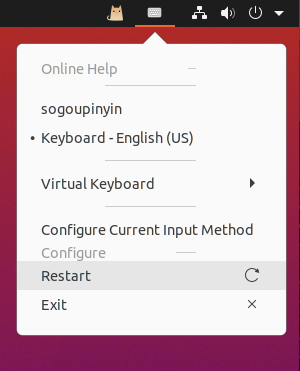 Online Help
sogoupinyin
Keyboard - English (US)
Virtual Keyboard
Configure Current Input Method
Configure
Restart
Exit